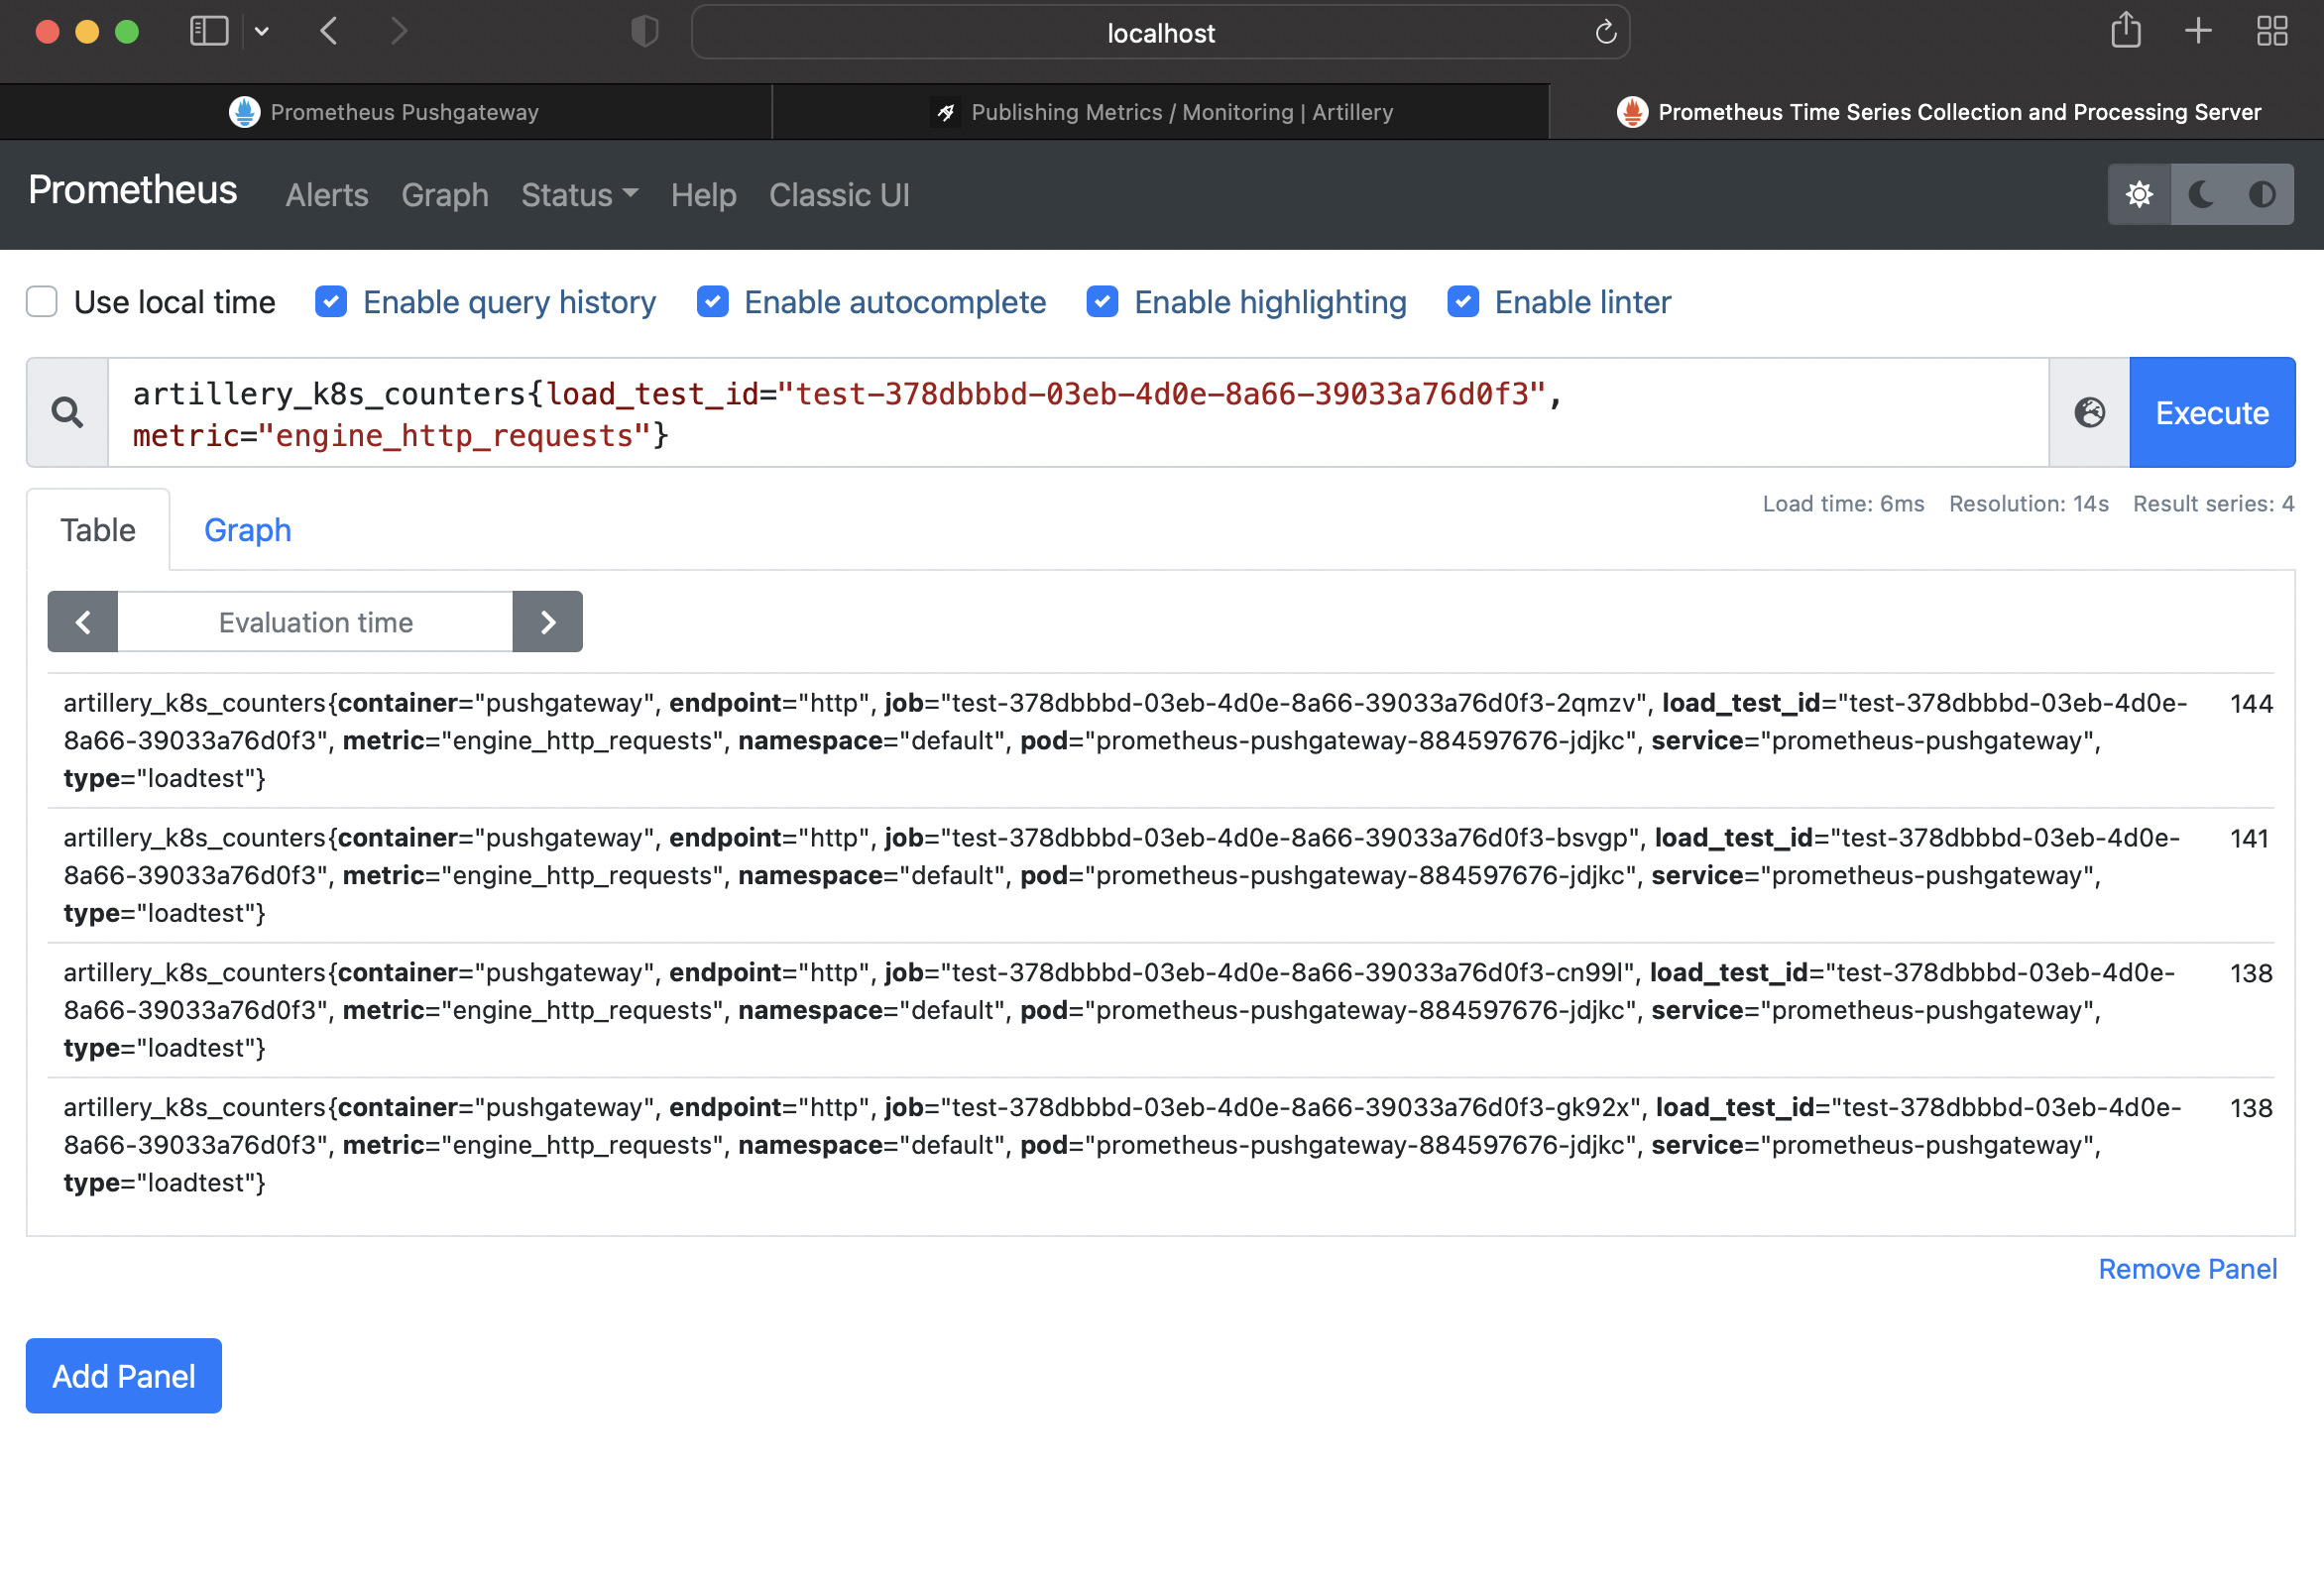 localhost
Prometheus Pushgateway
Publishing Metrics / Monitoring | Artillery
Prometheus Time Series Collection and Processing Server
Prometheus Alerts Graph Status Help Classic UI
Use local time Enable query history Enable autocomplete Enable highlighting Enable linter
artillery_k8s_counters{load_test_id="test-378dbbbd-03eb-4d0e-8a66-39033a76d0f3",
metric="engine_http_requests"}
Execute
Load time: 6ms Resolution: 14s Result series: 4
Table Graph
Evaluation time
artillery_k8s_counters{container="pushgateway", endpoint="http", job="test-378dbbbd-03eb-4d0e-8a66-39033a76d0f3-2qmzv", load_test_id="test-378dbbbd-03eb-4d0e- 144
8a66-39033a76d0f3", metric="engine_http_requests", namespace="default", pod="prometheus-pushgateway-884597676-jdjkc", service="prometheus-pushgateway",
type="loadtest"}
artillery_k8s_counters{container="pushgateway", endpoint="http", job="test-378dbbbd-03eb-4d0e-8a66-39033a76d0f3-bsvgp", load_test_id="test-378dbbbd-03eb-4d0e- 141
8a66-39033a76d0f3", metric="engine_http_requests", namespace="default", pod="prometheus-pushgateway-884597676-jdjkc", service="prometheus-pushgateway",
type="loadtest"}
artillery_k8s_counters{container="pushgateway", endpoint="http", job="test-378dbbbd-03eb-4d0e-8a66-39033a76d0f3-cn99l", load_test_id="test-378dbbbd-03eb-4d0e- 138
8a66-39033a76d0f3", metric="engine_http_requests", namespace="default", pod="prometheus-pushgateway-884597676-jdjkc", service="prometheus-pushgateway",
type="loadtest"}
artillery_k8s_counters{container="pushgateway", endpoint="http", job="test-378dbbbd-03eb-4d0e-8a66-39033a76d0f3-gk92x", load_test_id="test-378dbbbd-03eb-4d0e- 138
8a66-39033a76d0f3", metric="engine_http_requests", namespace="default", pod="prometheus-pushgateway-884597676-jdjkc", service="prometheus-pushgateway",
type="loadtest"}
Remove Panel
Add Panel